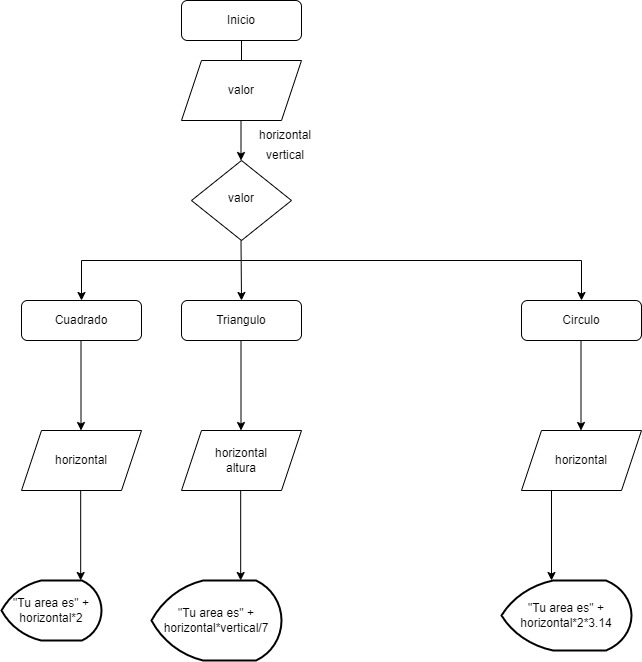 Inicio
valor
horizontal
vertical
valor
Cuadrado
Triangulo
Circulo
horizontal
horizontal
altura
horizontal
"Tu area es" +
horizontal*2
"Tu area es" +
horizontal*vertical/7
"Tu area es" +
horizontal*2*3.14